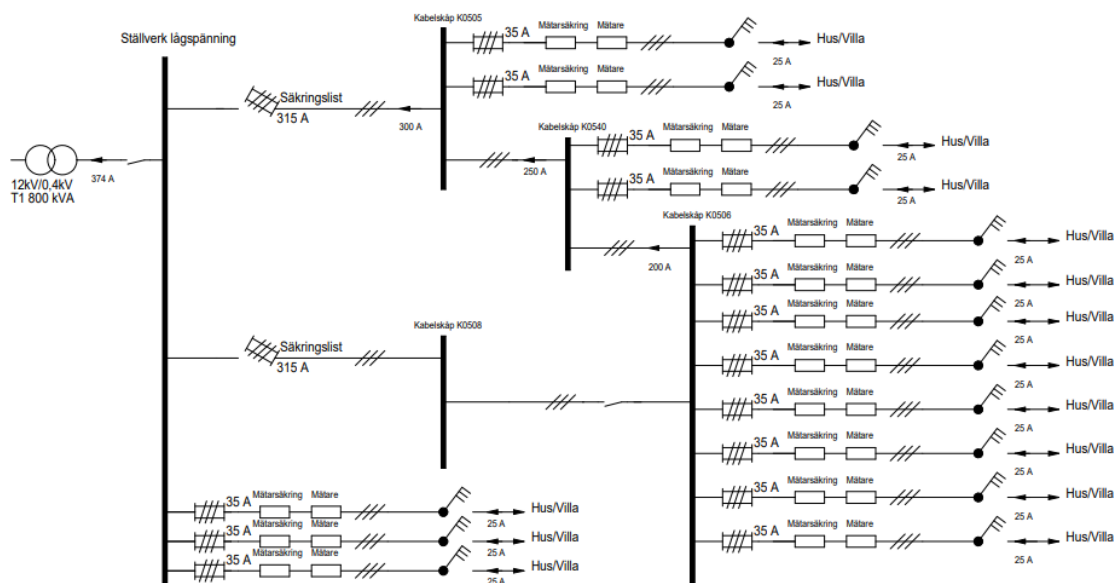 Kabelskåp K0505
Ställverk lågspänning
35 A Mätarsäkring Mätare Hus/Villa
25 A
35 A Mätarsäkring Mätare Hus/Villa
25 A
Säkringslist
315 A
300 A
Kabelskåp K0540
35 A Mätarsäkring Mätare Hus/Villa
25 A
35 A Mätarsäkring Mätare Hus/Villa
25 A
250 A
12kV/0,4kV
T1 800 kVA
374 A
Kabelskåp K0506
200 A
35 A Mätarsäkring Mätare Hus/Villa
25 A
35 A Mätarsäkring Mätare Hus/Villa
25 A
35 A Mätarsäkring Mätare Hus/Villa
25 A
35 A Mätarsäkring Mätare Hus/Villa
25 A
35 A Mätarsäkring Mätare Hus/Villa
25 A
35 A Mätarsäkring Mätare Hus/Villa
25 A
35 A Mätarsäkring Mätare Hus/Villa
25 A
35 A Mätarsäkring Mätare Hus/Villa
25 A
Kabelskåp K0508
Säkringslist
315 A
35 A Mätarsäkring Mätare Hus/Villa
25 A
35 A Mätarsäkring Mätare Hus/Villa
25 A
35 A Mätarsäkring Mätare Hus/Villa
25 A